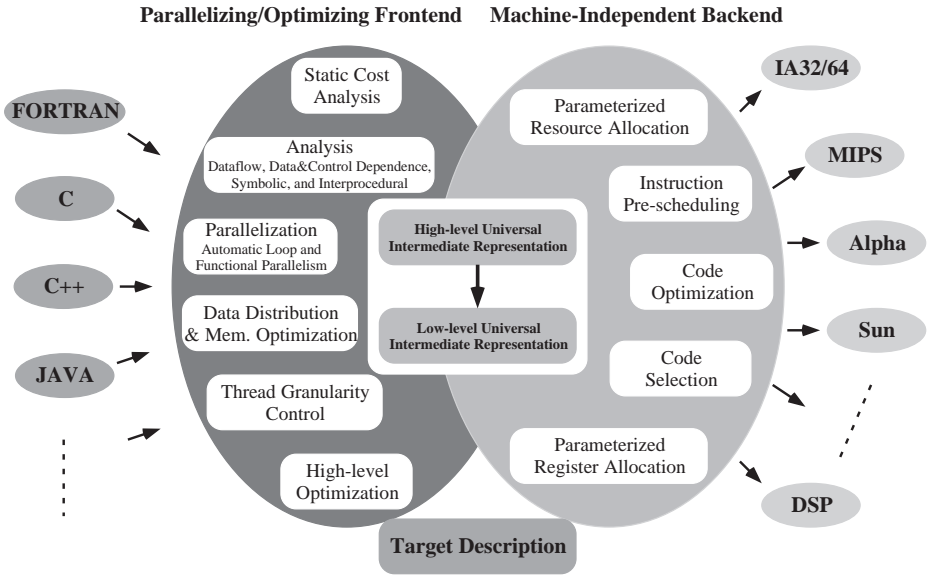 Parallelizing/Optimizing Frontend
Machine-Independent Backend
FORTRAN
C
C++
JAVA
Static Cost
Analysis
Analysis
Dataflow, Data&Control Dependence,
Symbolic, and Interprocedural
Parallelization
Automatic Loop and
Functional Parallelism
Data Distribution
& Mem. Optimization
Thread Granularity
Control
High-level
Optimization
High-level Universal
Intermediate Representation
Low-level Universal
Intermediate Representation
Parameterized
Resource Allocation
Instruction
Pre-scheduling
Code
Optimization
Code
Selection
Parameterized
Register Allocation
IA32/64
MIPS
Alpha
Sun
DSP
Target Description